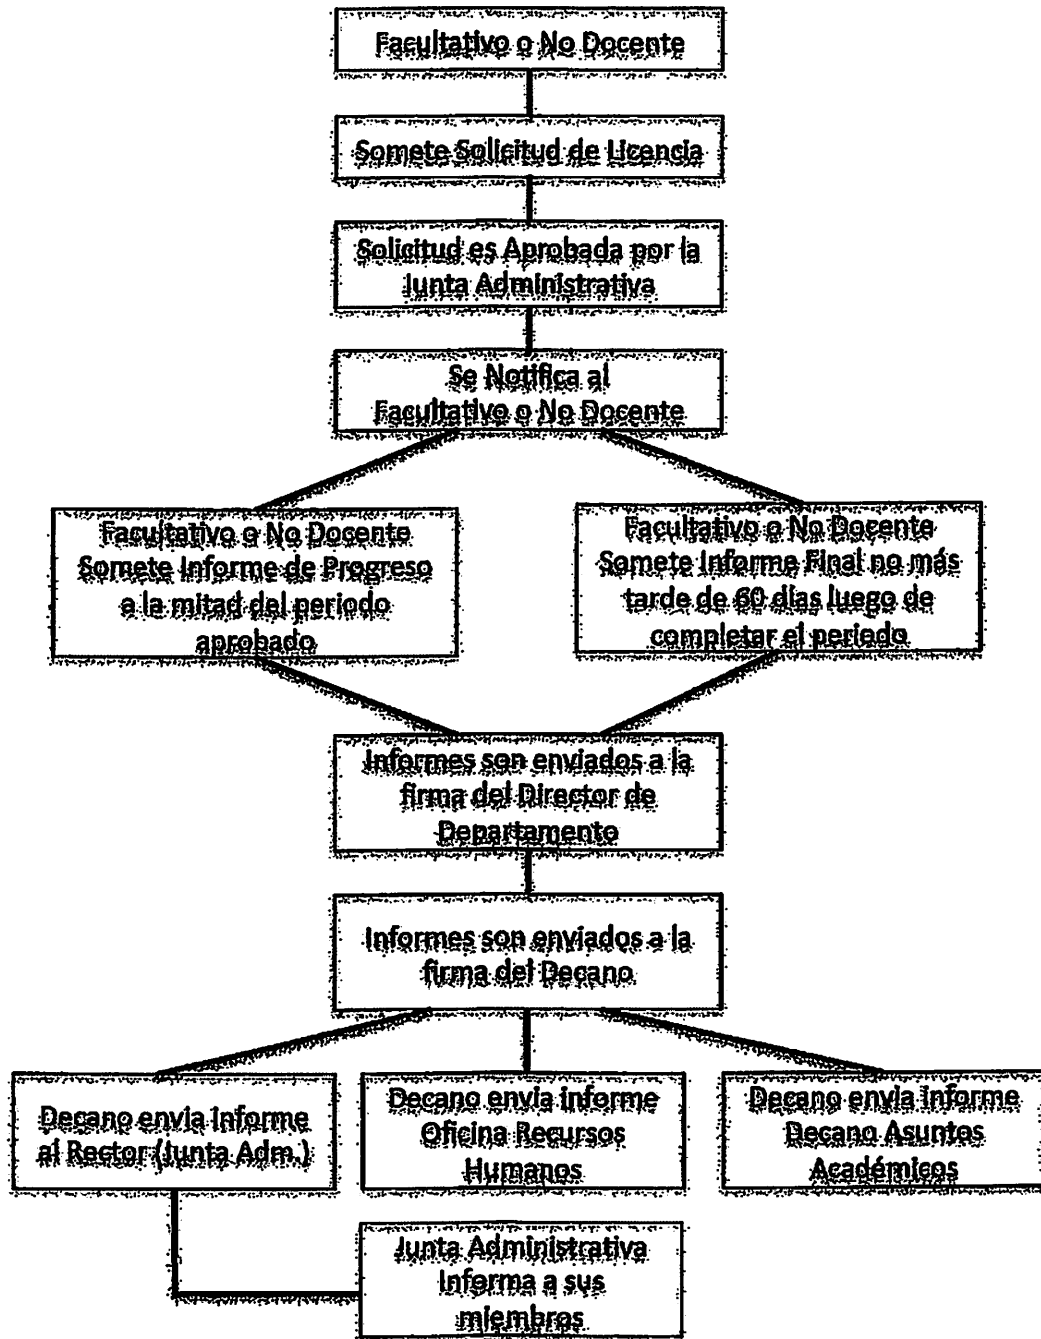 Facultativo o No Docente
Somete Solicitud de Licencia
Solicitud es Aprobada por la
Junta Administrativa
Se Notifica al
Facultativo o No Docente
Facultativo o No Docente
Somete Informe de Progreso
a la mitad del periodo
aprobado
Facultativo o No Docente
Somete Informe Final no más
tarde de 60 días luego de
completar el periodo
Informes son enviados a la
firma del Director de
Departamento
Informes son enviados a la
firma del Decano
Decano envia informe
al Rector (Junta Adm.)
Decano envia informe
Oficina Recursos
Humanos
Decano envia informe
Decano Asuntos
Académicos
Junta Administrativa
Informa a sus
miembros